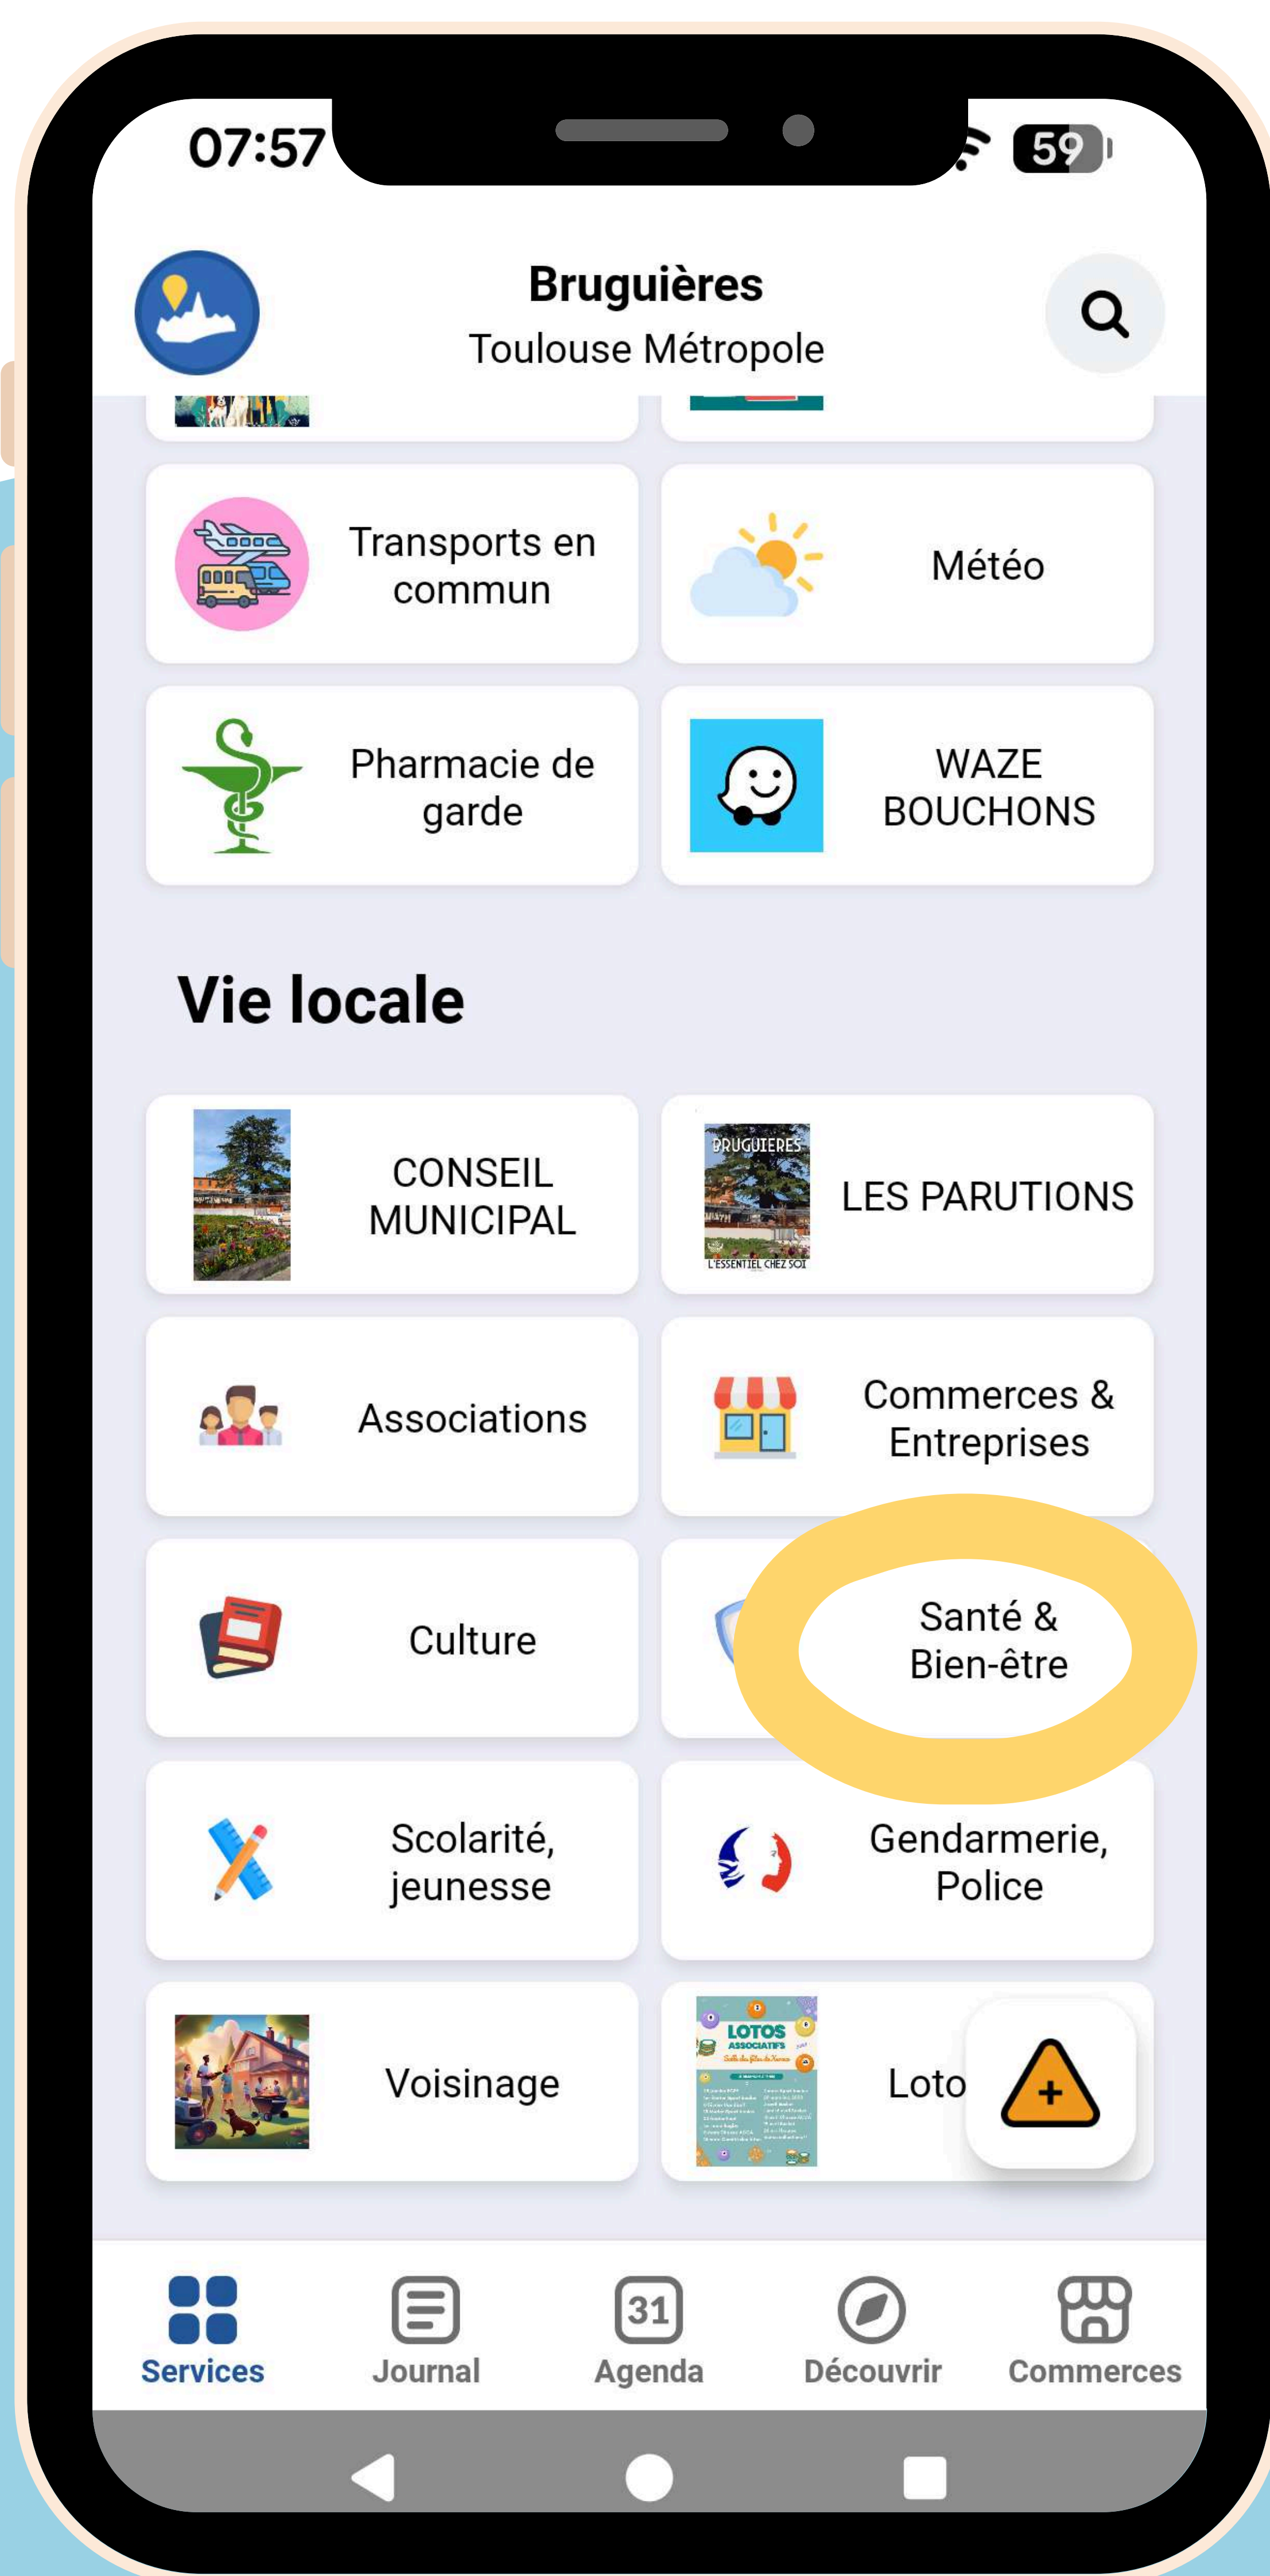 07:57
59
Bruguières
Toulouse Métropole
Transports en
commun
Météo
Pharmacie de
garde
WAZE
BOUCHONS
Vie locale
CONSEIL
MUNICIPAL
BRUGUIERES
L'ESSENTIEL CHEZ SOI
LES PARUTIONS
Associations
Commerces &
Entreprises
Culture
Santé &
Bien-être
Scolarité,
jeunesse
Gendarmerie,
Police
Voisinage
LOTOS
ASSOCIATIFS
Loto
Services
Journal
31
Agenda
Découvrir
Commerces